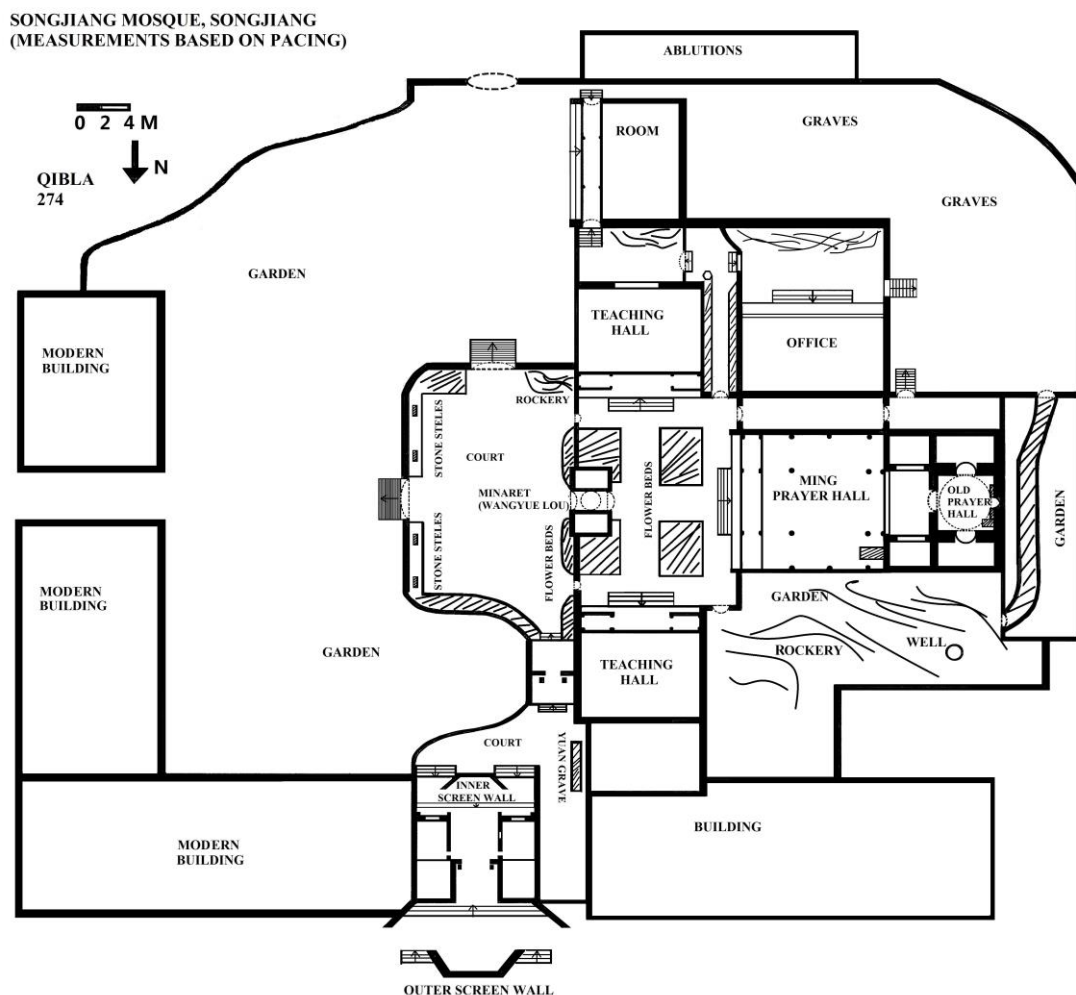 SONGJIANG MOSQUE, SONGJIANG
(MEASUREMENTS BASED ON PACING)
ABLUTIONS
0 2 4 M
N
QIBLA
274
ROOM
GRAVES
GRAVES
GARDEN
TEACHING
HALL
OFFICE
MODERN
BUILDING
ROCKERY
STONE STELES
COURT
MINARET
(WANGYUE LOU)
FLOWER BEDS
MING
PRAYER HALL
OLD
PRAYER
HALL
GARDEN
STONE STELES
FLOWER BEDS
MODERN
BUILDING
GARDEN
GARDEN
ROCKERY
WELL
TEACHING
HALL
COURT
YUAN GRAVE
INNER
SCREEN WALL
MODERN
BUILDING
BUILDING
OUTER SCREEN WALL